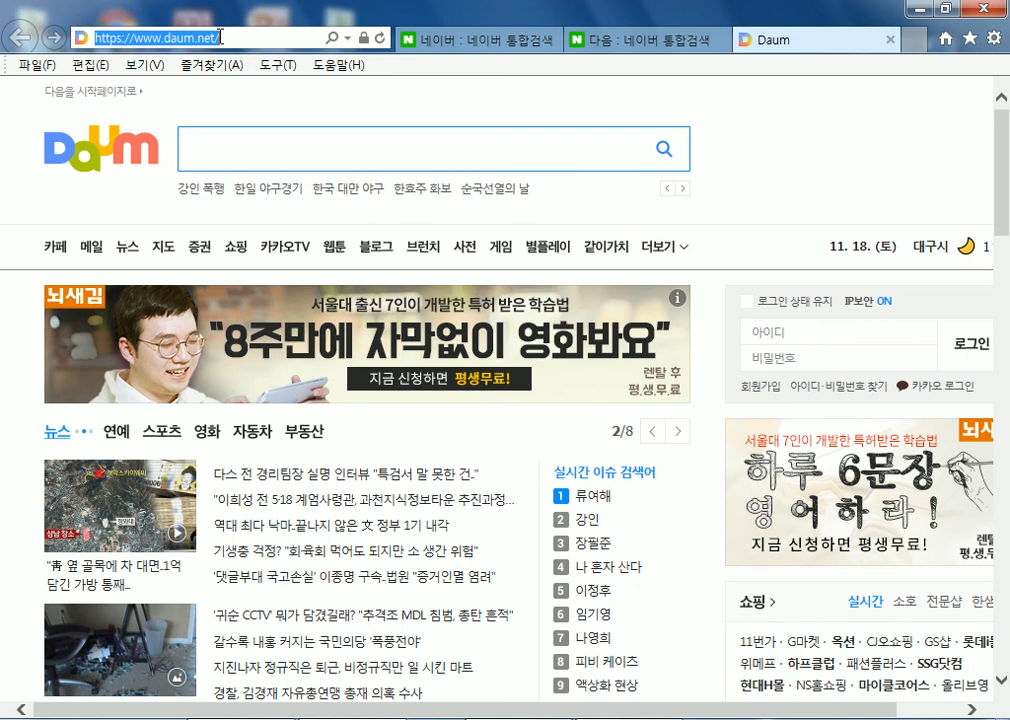 https://www.daum.net/
네이버 : 네이버 통합검색
다음 : 네이버 통합검색
Daum
파일(F) 편집(E) 보기(V) 즐겨찾기(A) 도구(T) 도움말(H)
다음을 시작페이지로
Daum
강인 폭행 한일 야구경기 한국 대만 야구 한효주 화보 순국선열의 날
카페 메일 뉴스 지도 증권 쇼핑 카카오TV 웹툰 블로그 브런치 사전 게임 별플레이 같이가치 더보기
11. 18. (토) 대구시 1
뇌새김
서울대 출신 7인이 개발한 특허 받은 학습법
"8주만에 자막없이 영화봐요"
지금 신청하면 평생무료!
렌탈 후
평.생.무.료
로그인 상태 유지 IP보안 ON
아이디
비밀번호
로그인
회원가입 아이디·비밀번호 찾기 카카오 로그인
뉴스 연예 스포츠 영화 자동차 부동산
2/8
성남 장소
"靑 옆 골목에 차 대면..1억
담긴 가방 통째..
다스 전 경리팀장 실명 인터뷰 "특검서 말 못한 건.."
"이희성 전 5·18 계엄사령관, 과천지식정보타운 추진과정...
역대 최다 낙마..끝나지 않은 文 정부 1기 내각
기생충 걱정? "회·육회 먹어도 되지만 소 생간 위험"
'댓글부대 국고손실' 이종명 구속..법원 "증거인멸 염려"
'귀순 CCTV' 뭐가 담겼길래? "추격조 MDL 침범, 총탄 흔적"
갈수록 내홍 커지는 국민의당 '폭풍전야'
지진나자 정규직은 퇴근, 비정규직만 일 시킨 마트
경찰, 김경재 자유총연맹 총재 의혹 수사
실시간 이슈 검색어
1 류여해
2 강인
3 장필준
4 나 혼자 산다
5 이정후
6 임기영
7 나영희
8 피비 케이츠
9 액상화 현상
뇌새
서울대 7인이 개발한 특허받은 학습법
하루 6문장
영어하라!
지금 신청하면 평생무료!
렌탈
평.생.무
쇼핑 실시간 소호 전문샵 한샘
11번가 · G마켓 · 옥션 · CJ오쇼핑 · GS샵 · 롯데
위메프 · 하프클럽 · 패션플러스 · SSG닷컴
현대H몰 · NS홈쇼핑 · 마이클코어스 · 올리브영